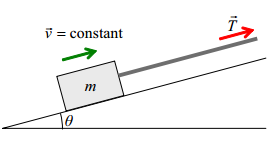 T⃗
v⃗ = constant
m
θ